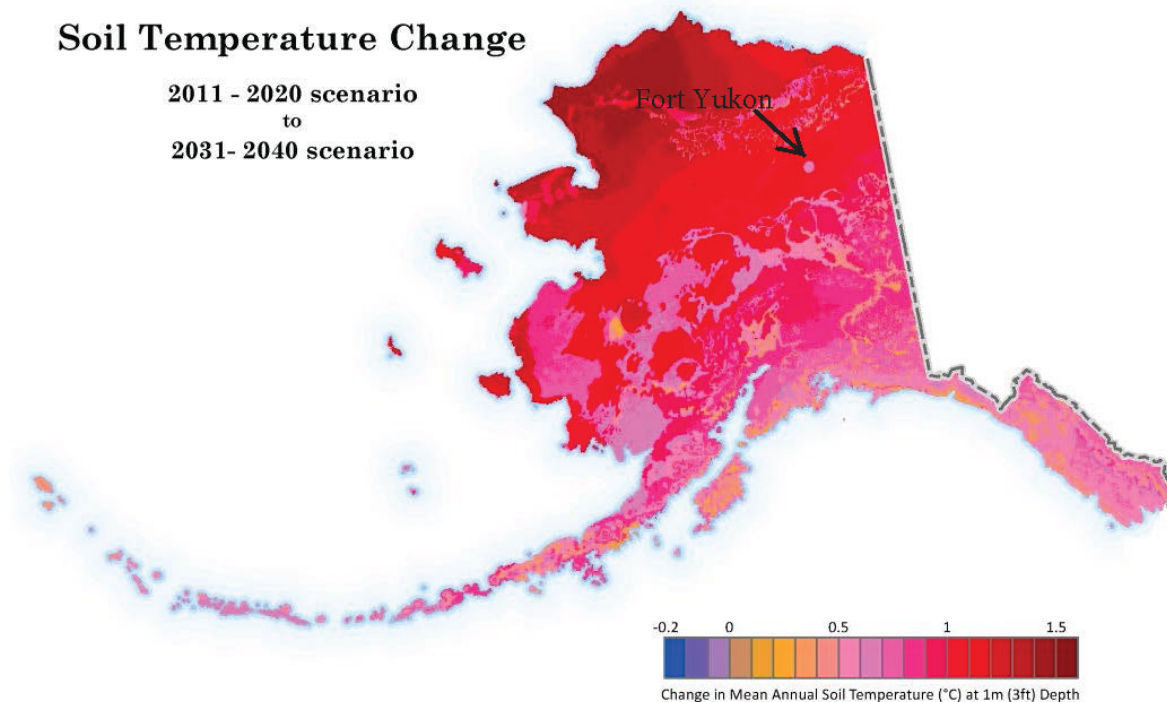 Soil Temperature Change
2011 - 2020 scenario
to
2031- 2040 scenario
Fort Yukon
-0.2 0 0.5 1 1.5
Change in Mean Annual Soil Temperature (°C) at 1m (3ft) Depth